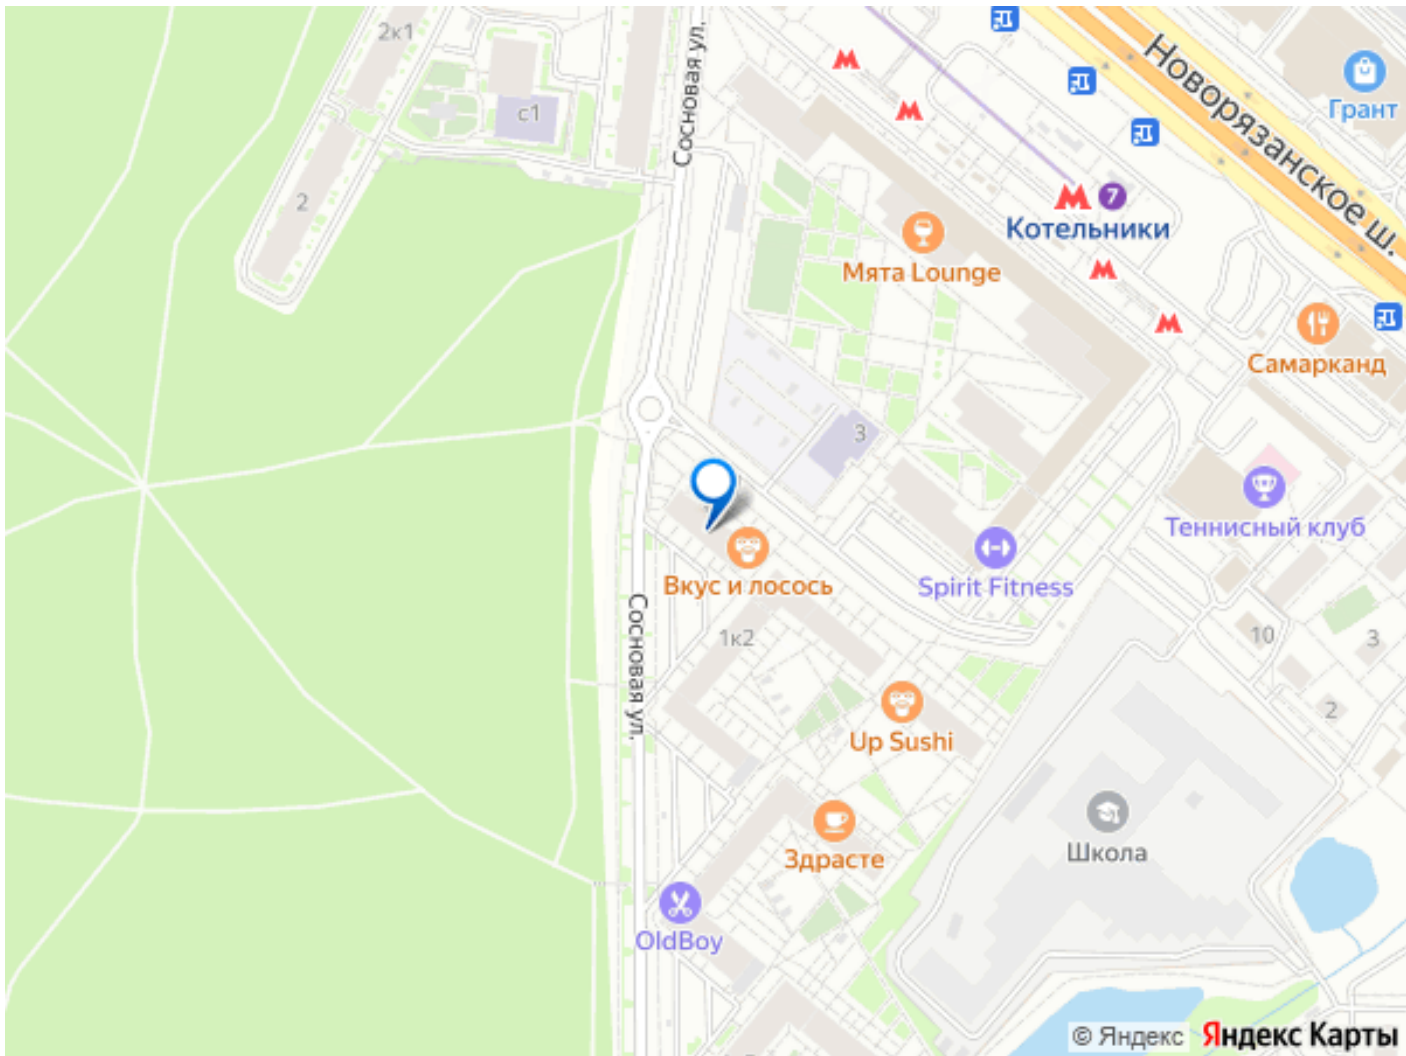 2к1
Сосновая ул.
с1
2
Новорязанское ш.
Грант
7
Котельники
Мята Lounge
Самарканд
3
Теннисный клуб
Spirit Fitness
Вкус и лосось
Сосновая ул.
1к2
10
3
2
Up Sushi
Здрасте
Школа
OldBoy
© Яндекс Яндекс Карты